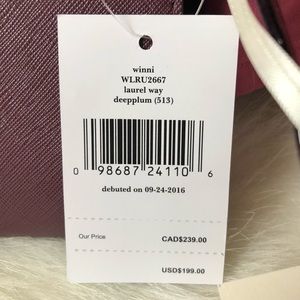 winni
WLRU2667
laurel way
deepplum (513)
0 98687 24110 6
debuted on 09-24-2016
Our Price CAD$239.00
USD$199.00